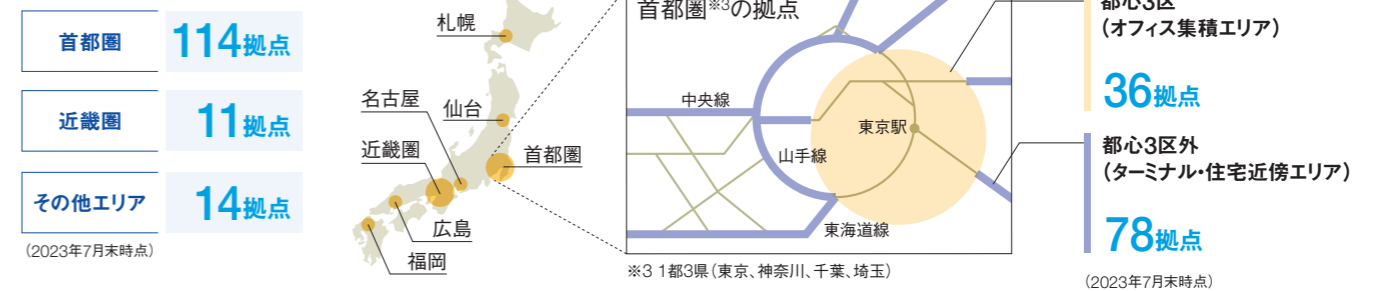 首都圏 114拠点
近畿圏 11拠点
その他エリア 14拠点
(2023年7月末時点)
札幌
名古屋
仙台
近畿圏
首都圏
広島
福岡
首都圏※3の拠点
中央線
東京駅
山手線
東海道線
※3 1都3県(東京、神奈川、千葉、埼玉)
都心3区
(オフィス集積エリア)
36拠点
都心3区外
(ターミナル・住宅近傍エリア)
78拠点
(2023年7月末時点)